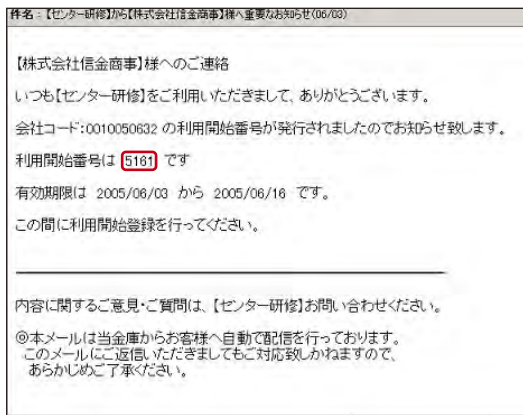 件名：【センター研修】から【株式会社信金商事】様へ重要なお知らせ(06/03)
【株式会社信金商事】様へのご連絡
いつも【センター研修】をご利用いただきまして、ありがとうございます。
会社コード：0010050632 の利用開始番号が発行されましたのでお知らせ致します。
利用開始番号は 5161 です
有効期限は 2005/06/03 から 2005/06/16 です。
この間に利用開始登録を行ってください。
内容に関するご意見・ご質問は、【センター研修】お問い合わせください。
◎本メールは当金庫からお客様へ自動で配信を行っております。
このメールにご返信いただきましてもご対応致しかねますので、
あらかじめご了承ください。